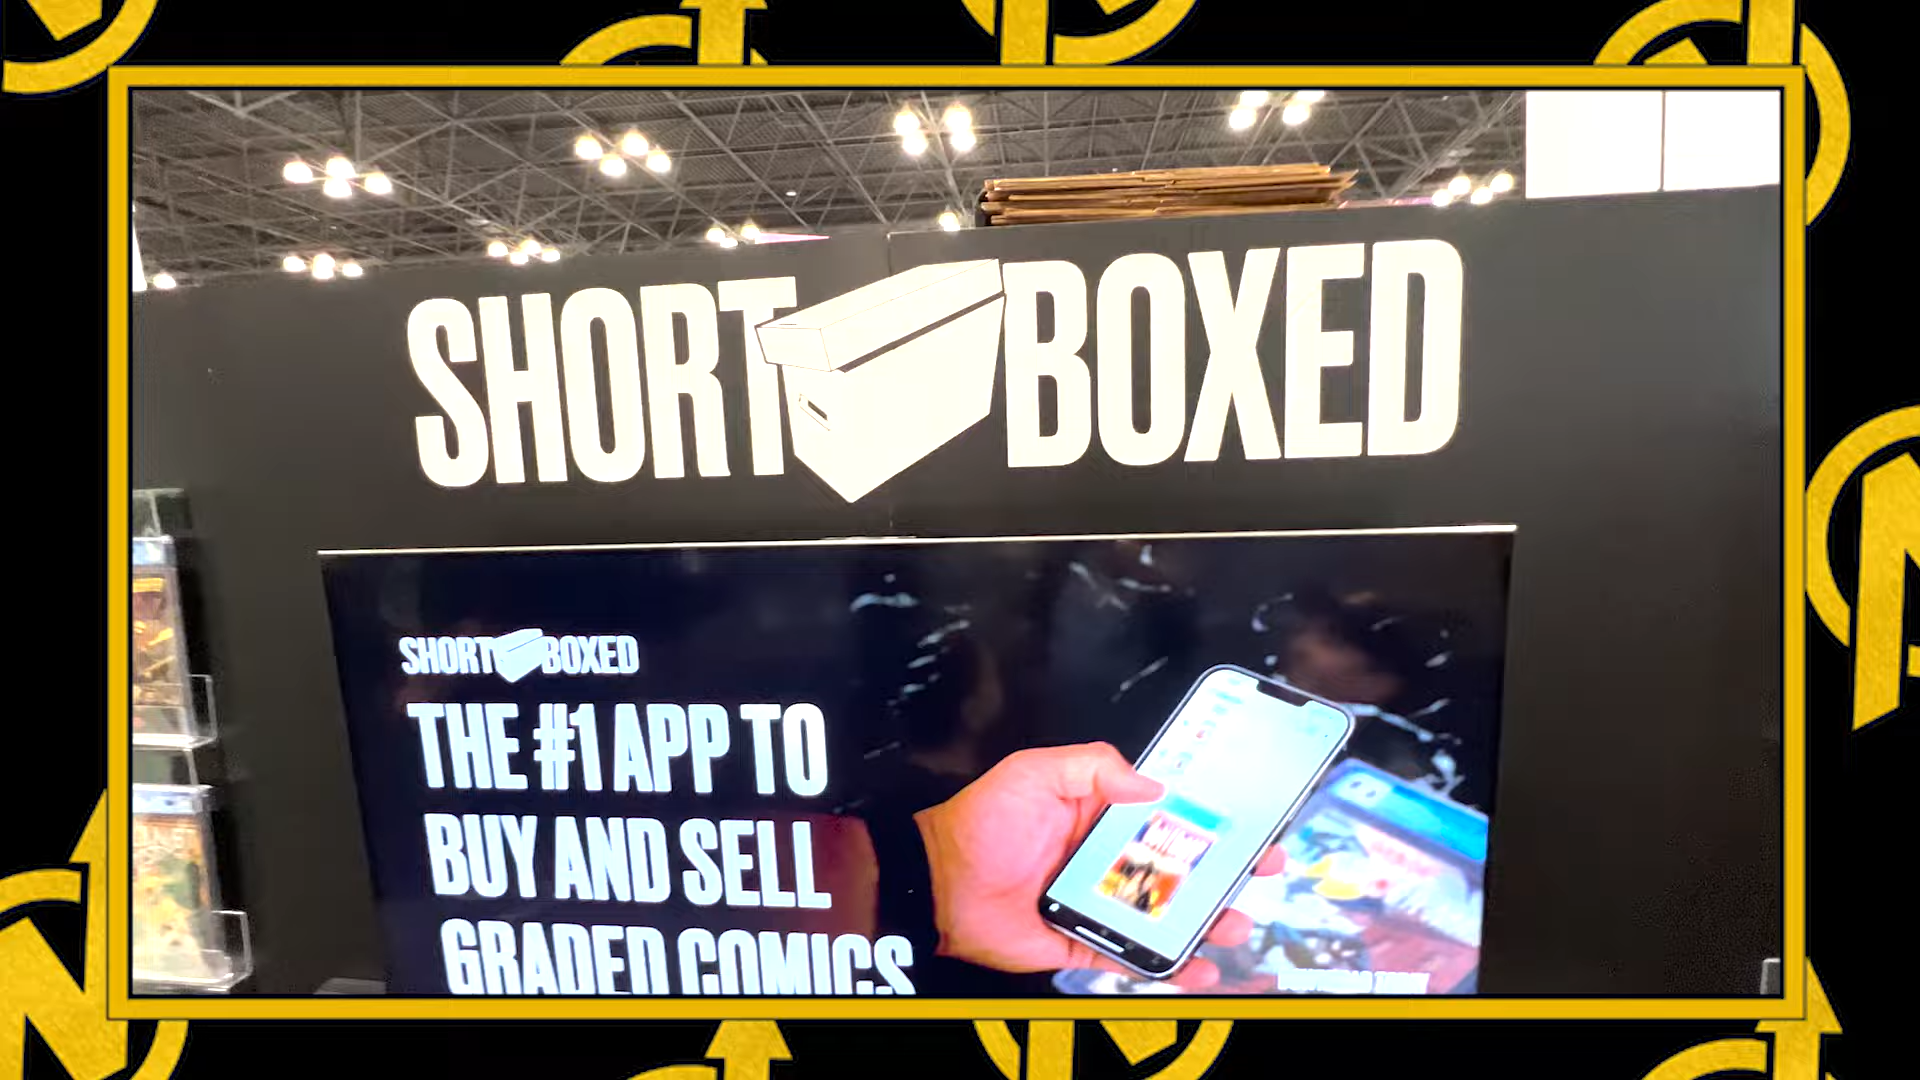 SHORTBOXED
SHORTBOXED
THE #1 APP TO
BUY AND SELL
GRADED COMICS